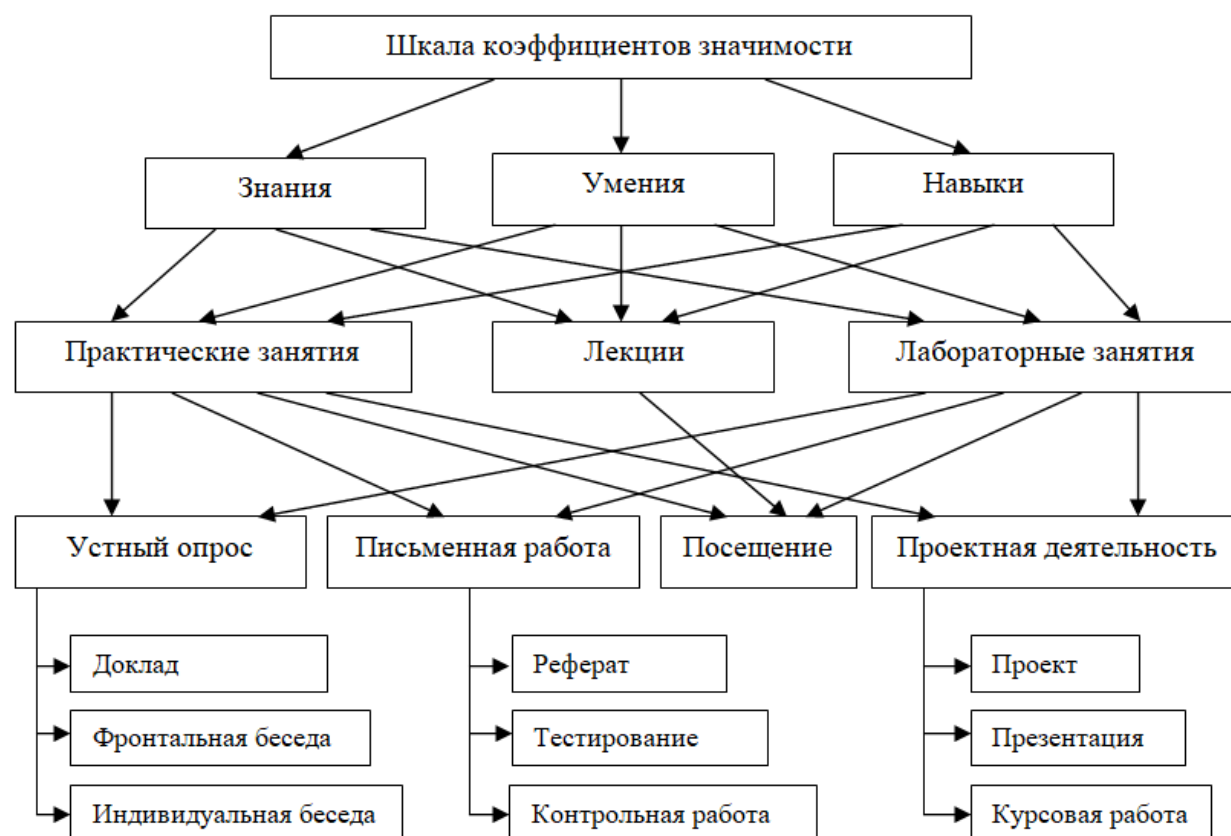 Шкала коэффициентов значимости
Знания
Умения
Навыки
Практические занятия
Лекции
Лабораторные занятия
Устный опрос
Письменная работа
Посещение
Проектная деятельность
Доклад
Реферат
Проект
Фронтальная беседа
Тестирование
Презентация
Индивидуальная беседа
Контрольная работа
Курсовая работа